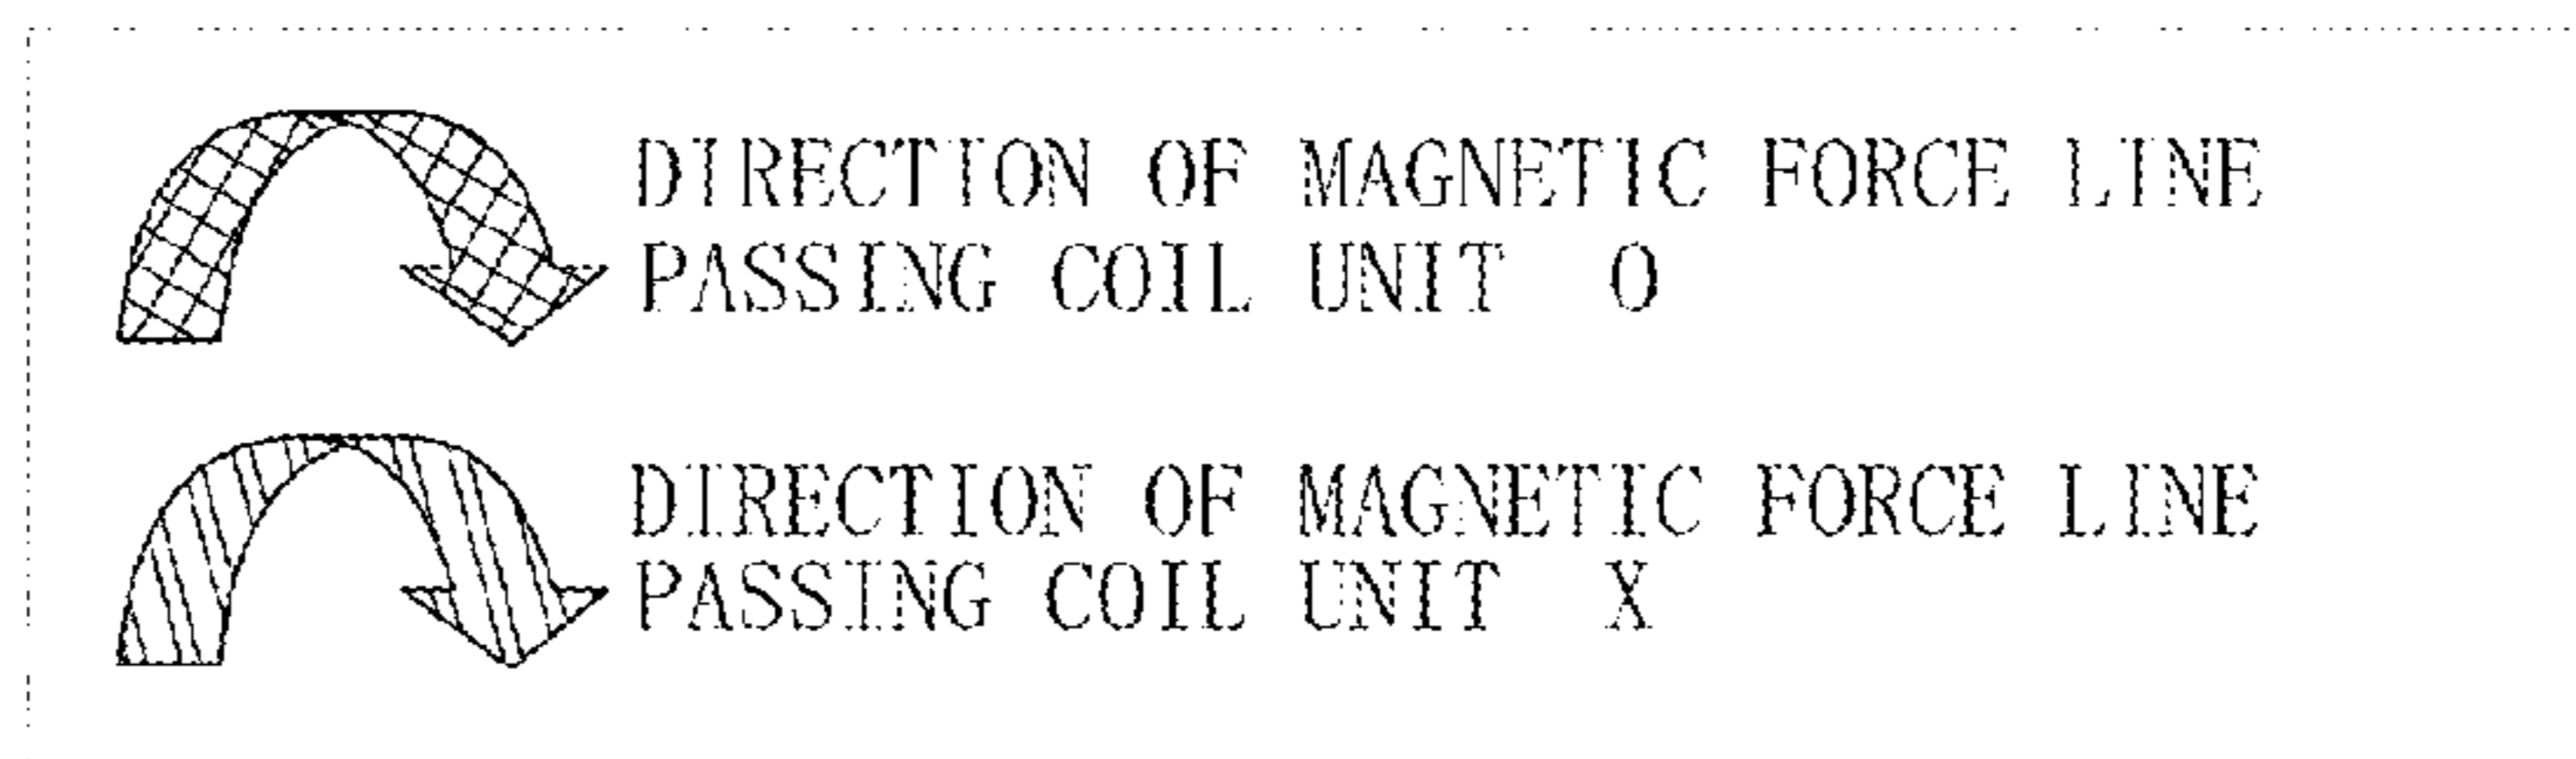 DIRECTION OF MAGNETIC FORCE LINE
PASSING COIL UNIT O
DIRECTION OF MAGNETIC FORCE LINE
PASSING COIL UNIT X